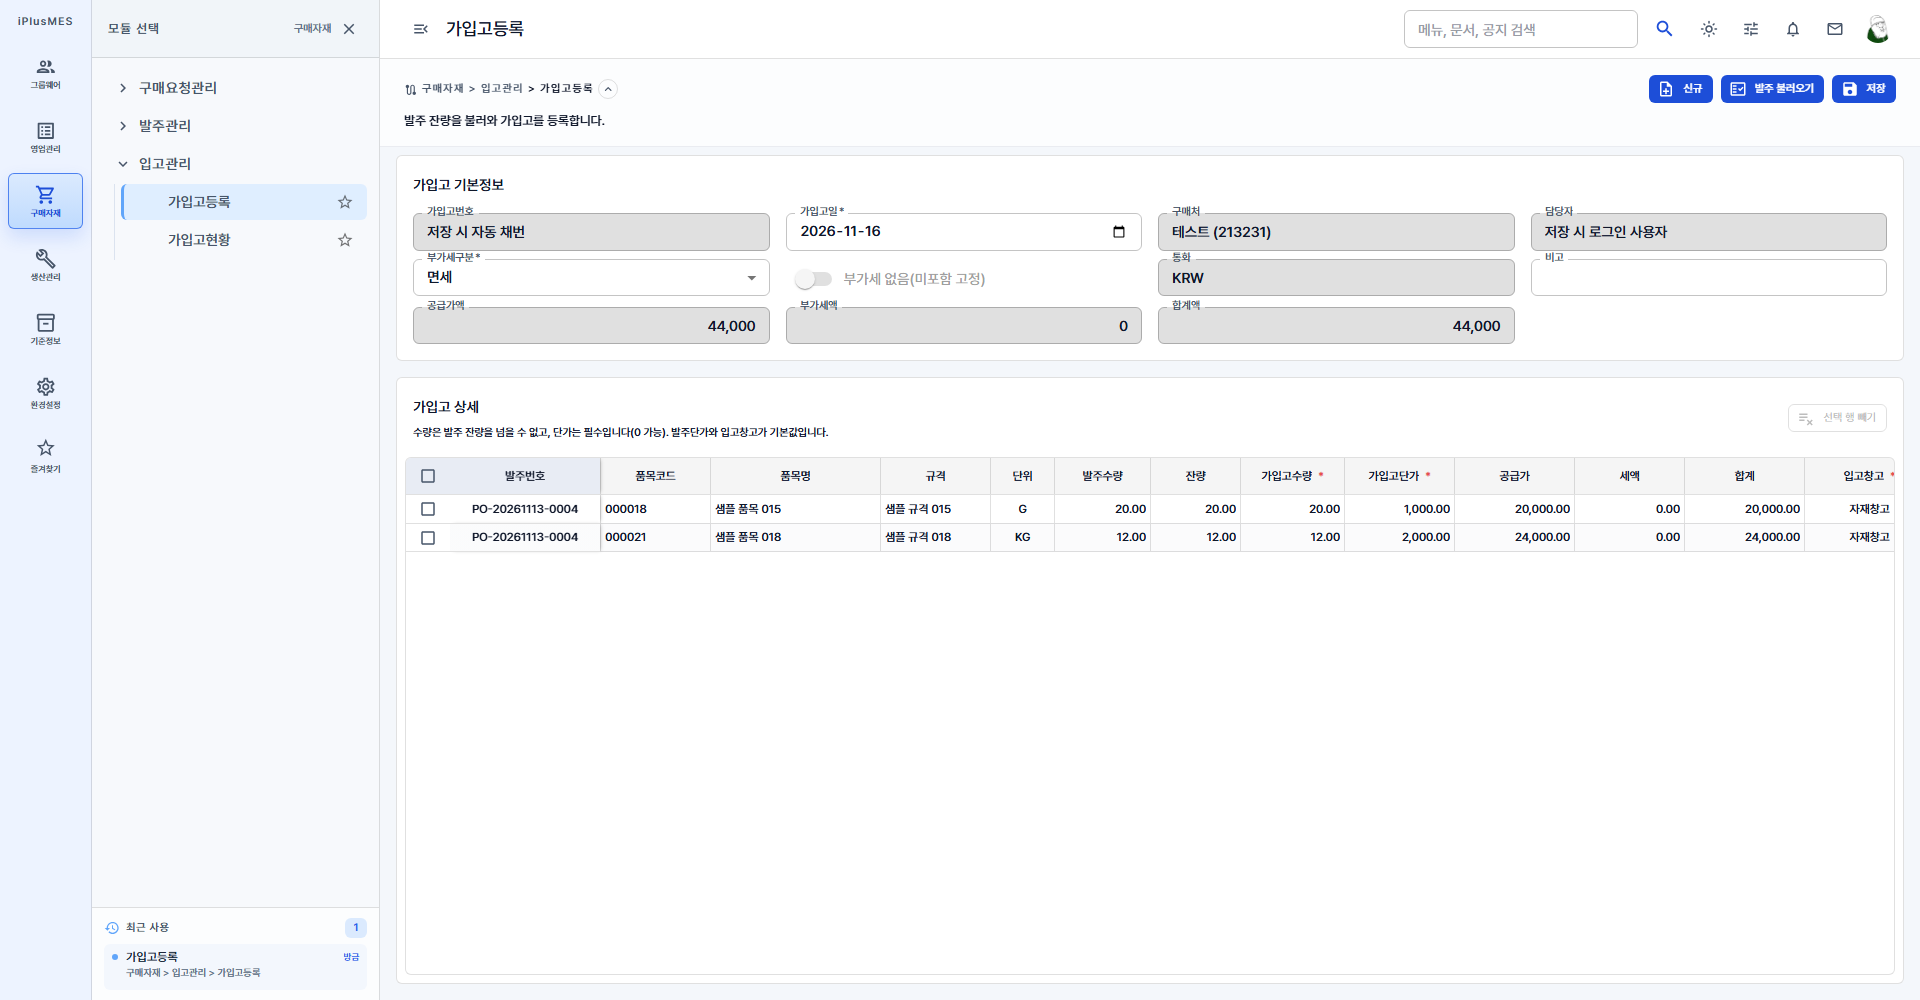 iPlusMES
그룹웨어
영업관리
구매자재
생산관리
기준정보
환경설정
즐겨찾기
모듈 선택
구매자재
구매요청관리
발주관리
입고관리
가입고등록
가입고현황
최근 사용
1
가입고등록
방금
구매자재 > 입고관리 > 가입고등록
가입고등록
메뉴, 문서, 공지 검색
구매자재 > 입고관리 > 가입고등록
신규
발주 불러오기
저장
발주 잔량을 불러와 가입고를 등록합니다.
가입고 기본정보
가입고번호
저장 시 자동 채번
가입고일 *
2026-11-16
구매처
테스트 (213231)
담당자
저장 시 로그인 사용자
부가세구분 *
면세
부가세 없음(미포함 고정)
통화
KRW
비고
공급가액
44,000
부가세액
0
합계액
44,000
가입고 상세
수량은 발주 잔량을 넘을 수 없고, 단가는 필수입니다(0 가능). 발주단가와 입고창고가 기본값입니다.
선택 행 빼기
발주번호 품목코드 품목명 규격 단위 발주수량 잔량 가입고수량 * 가입고단가 * 공급가 세액 합계 입고창고 *
PO-20261113-0004 000018 샘플 품목 015 샘플 규격 015 G 20.00 20.00 20.00 1,000.00 20,000.00 0.00 20,000.00 자재창고
PO-20261113-0004 000021 샘플 품목 018 샘플 규격 018 KG 12.00 12.00 12.00 2,000.00 24,000.00 0.00 24,000.00 자재창고